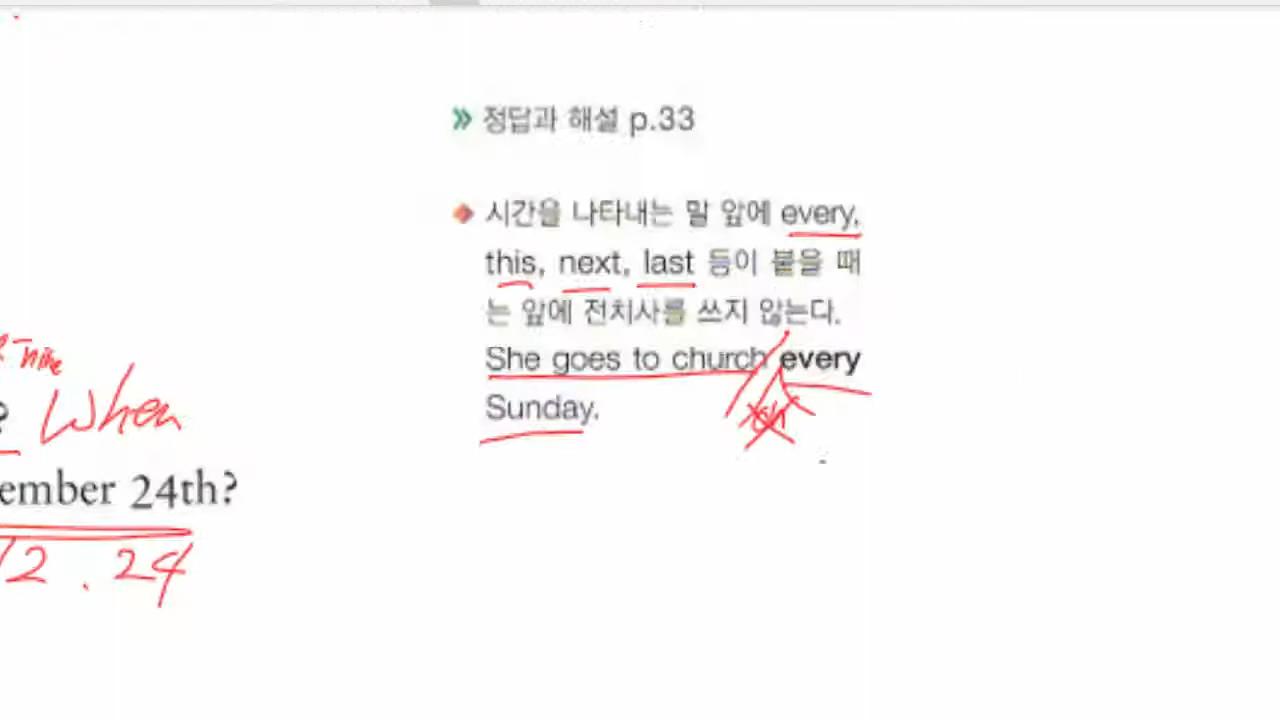 정답과 해설 p.33
시간을 나타내는 말 앞에 every,
this, next, last 등이 붙을 때
는 앞에 전치사를 쓰지 않는다.
She goes to church every
Sunday.
When
ember 24th?
12.24